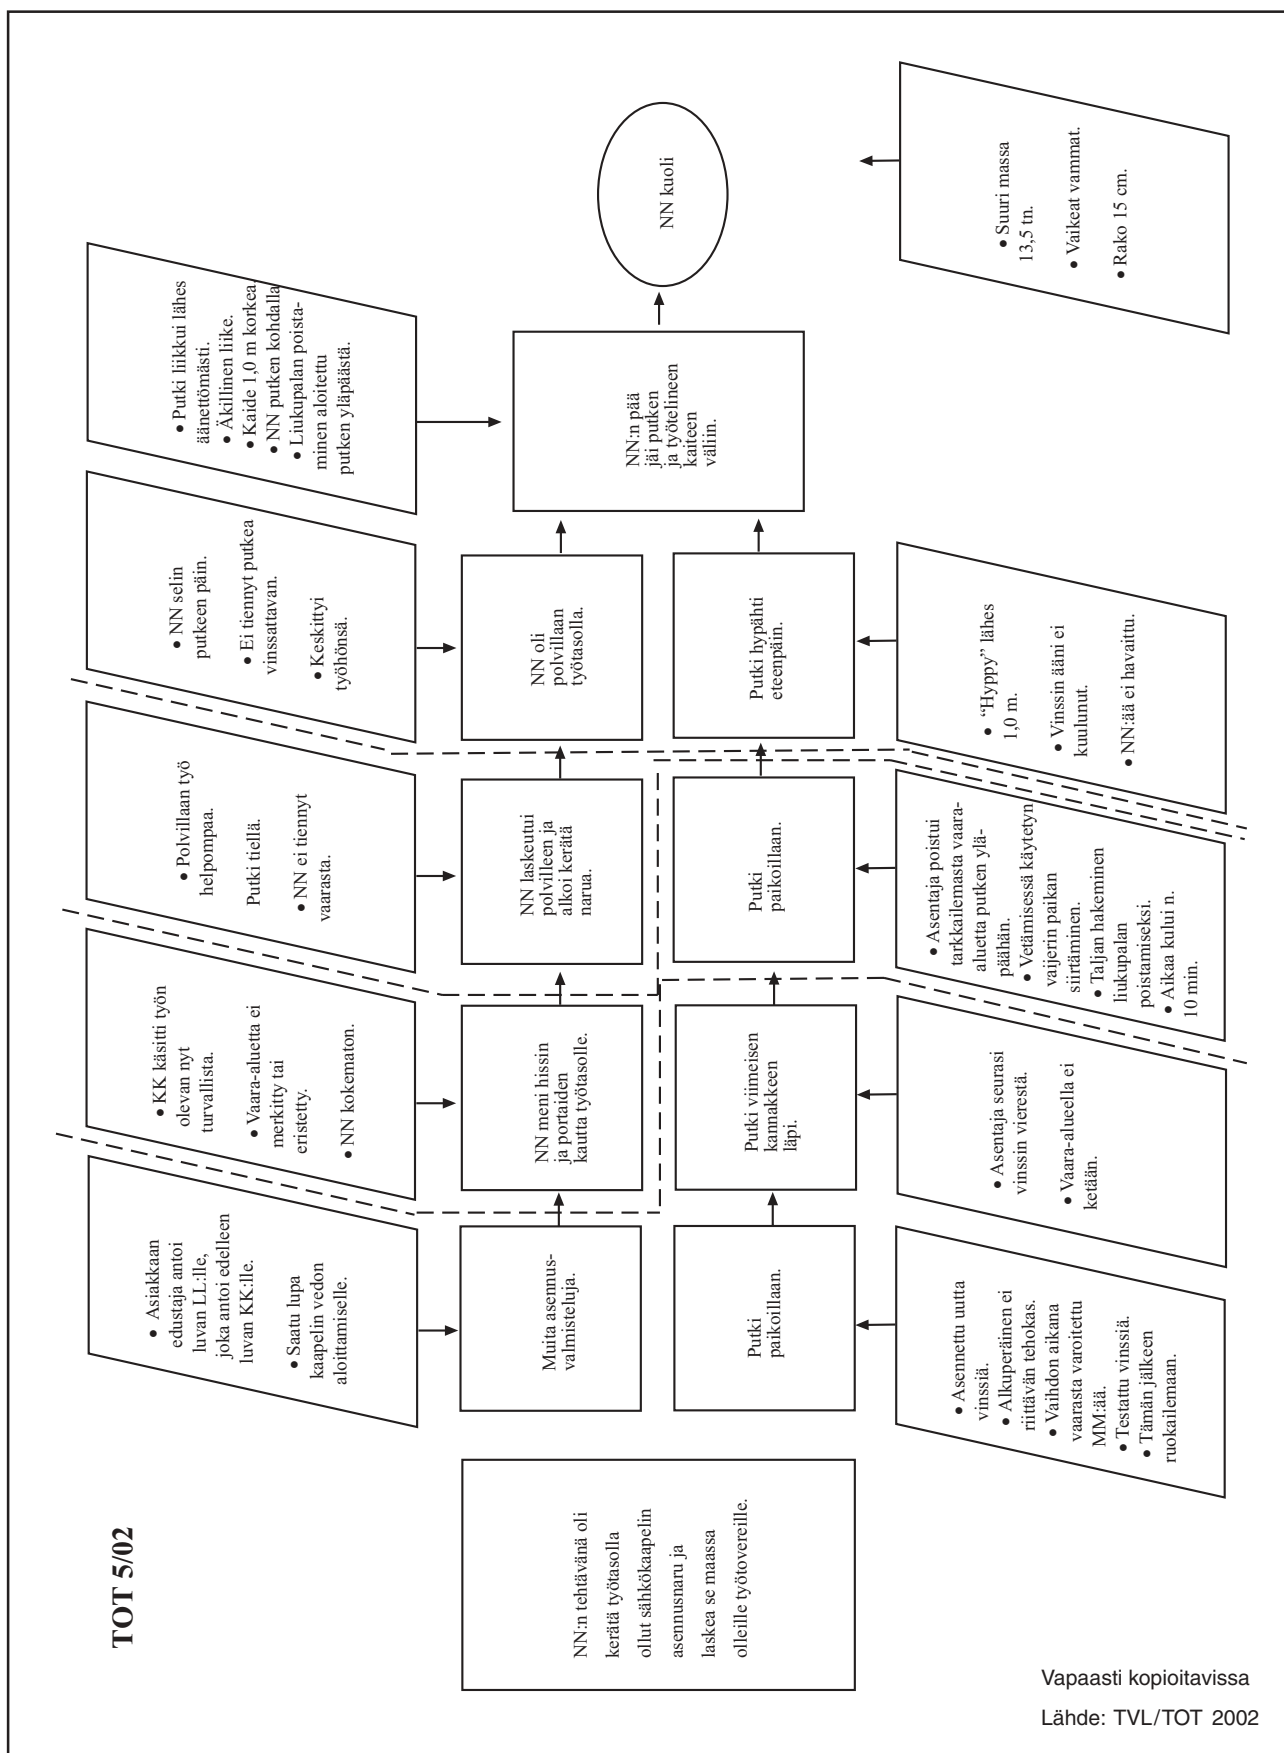 TOT 5/02
NN:n tehtävänä oli
kerätä työtasolla
ollut sähkökaapelin
asennusnaru ja
laskea se maassa
olleille työtovereille.
• Asiakkaan
edustaja antoi
luvan LL:lle,
joka antoi edelleen
luvan KK:lle.
• Saatu lupa
kaapelin vedon
aloittamiselle.
• KK käsitti työn
olevan nyt
turvallista.
• Vaara-aluetta ei
merkitty tai
eristetty.
• NN kokematon.
• Polvillaan työ
helpompaa.
Putki tiellä.
• NN ei tiennyt
vaarasta.
• NN selin
putkeen päin.
• Ei tiennyt putkea
vinssattavan.
• Keskittyi
työhönsä.
• Putki liikkui lähes
äänettömästi.
• Äkillinen liike.
• Kaide 1,0 m korkea.
• NN putken kohdalla
• Liukupalan poista-
minen aloitettu
putken yläpäästä.
Muita asennus-
valmisteluja.
NN meni hissin
ja portaiden
kautta työtasolle.
NN laskeutui
polvilleen ja
alkoi kerätä
narua.
NN oli
polvillaan
työtasolla.
NN:n pää
jäi putken
ja työtelineen
kaiteen
väliin.
NN kuoli
Putki
paikoillaan.
Putki viimeisen
kannakkeen
läpi.
Putki
paikoillaan.
Putki hypähti
eteenpäin.
• Asennettu uutta
vinssiä.
• Alkuperäinen ei
riittävän tehokas.
• Vaihdon aikana
vaarasta varoitettu
MM:ää.
• Testattu vinssiä.
• Tämän jälkeen
ruokailemaan.
• Asentaja seurasi
vinssin vierestä.
• Vaara-alueella ei
ketään.
• Asentaja poistui
tarkkailemasta vaara-
aluetta putken ylä-
päähän.
• Vetämisessä käytetyn
vaijerin paikan
siirtäminen.
• Taljan hakeminen
liukupalan
poistamiseksi.
• Aikaa kului n.
10 min.
• “Hyppy” lähes
1,0 m.
• Vinssin ääni ei
kuulunut.
• NN:ää ei havaittu.
• Suuri massa
13,5 tn.
• Vaikeat vammat.
• Rako 15 cm.
Vapaasti kopioitavissa
Lähde: TVL/TOT 2002